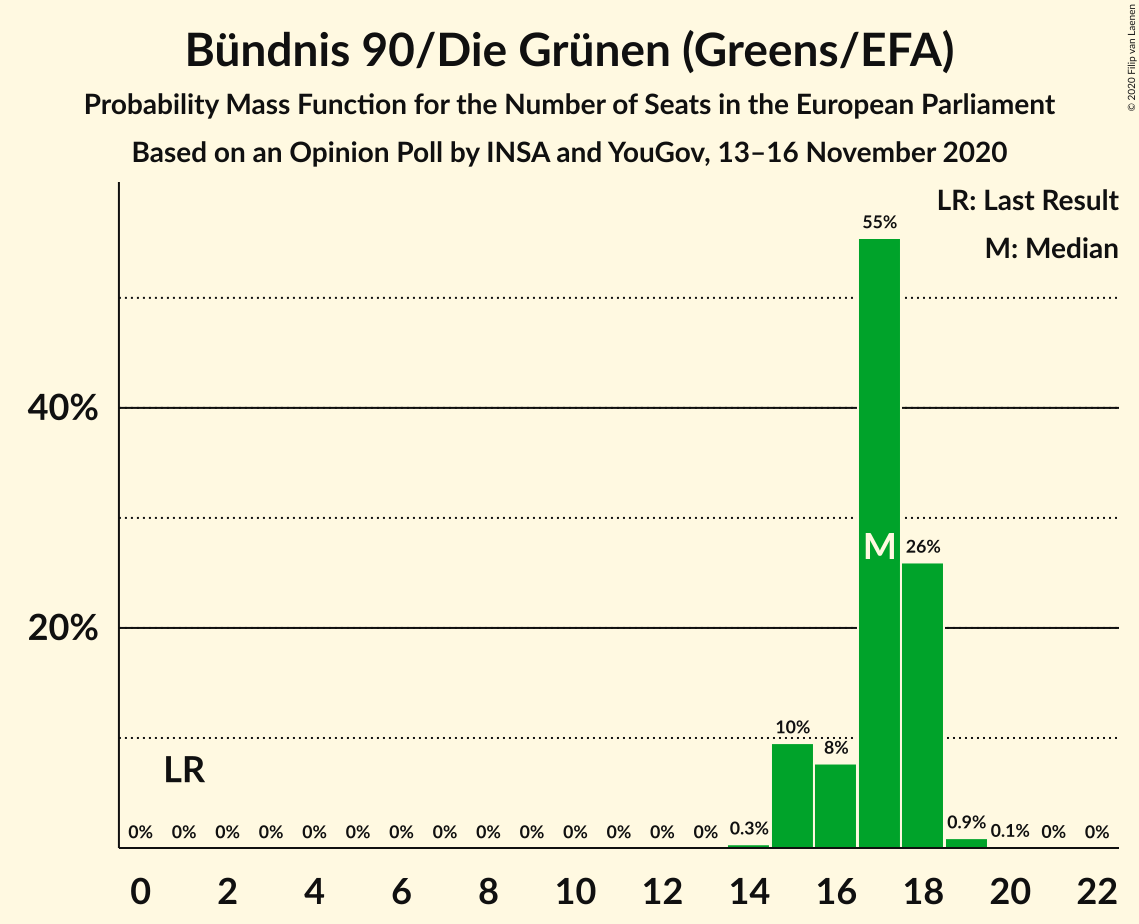 Bündnis 90/Die Grünen (Greens/EFA)
Probability Mass Function for the Number of Seats in the European Parliament
Based on an Opinion Poll by INSA and YouGov, 13–16 November 2020
© 2020 Filip van Laenen
LR: Last Result
M: Median
55%
40%
M
26%
20%
10%
8%
LR
0% 0% 0% 0% 0% 0% 0% 0% 0% 0% 0% 0% 0% 0% 0.3% 0.9% 0.1% 0% 0%
0 2 4 6 8 10 12 14 16 18 20 22